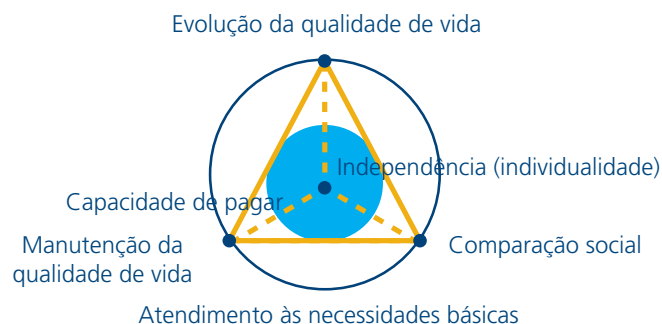 Evolução da qualidade de vida
Independência (individualidade)
Capacidade de pagar
Manutenção da
qualidade de vida
Comparação social
Atendimento às necessidades básicas